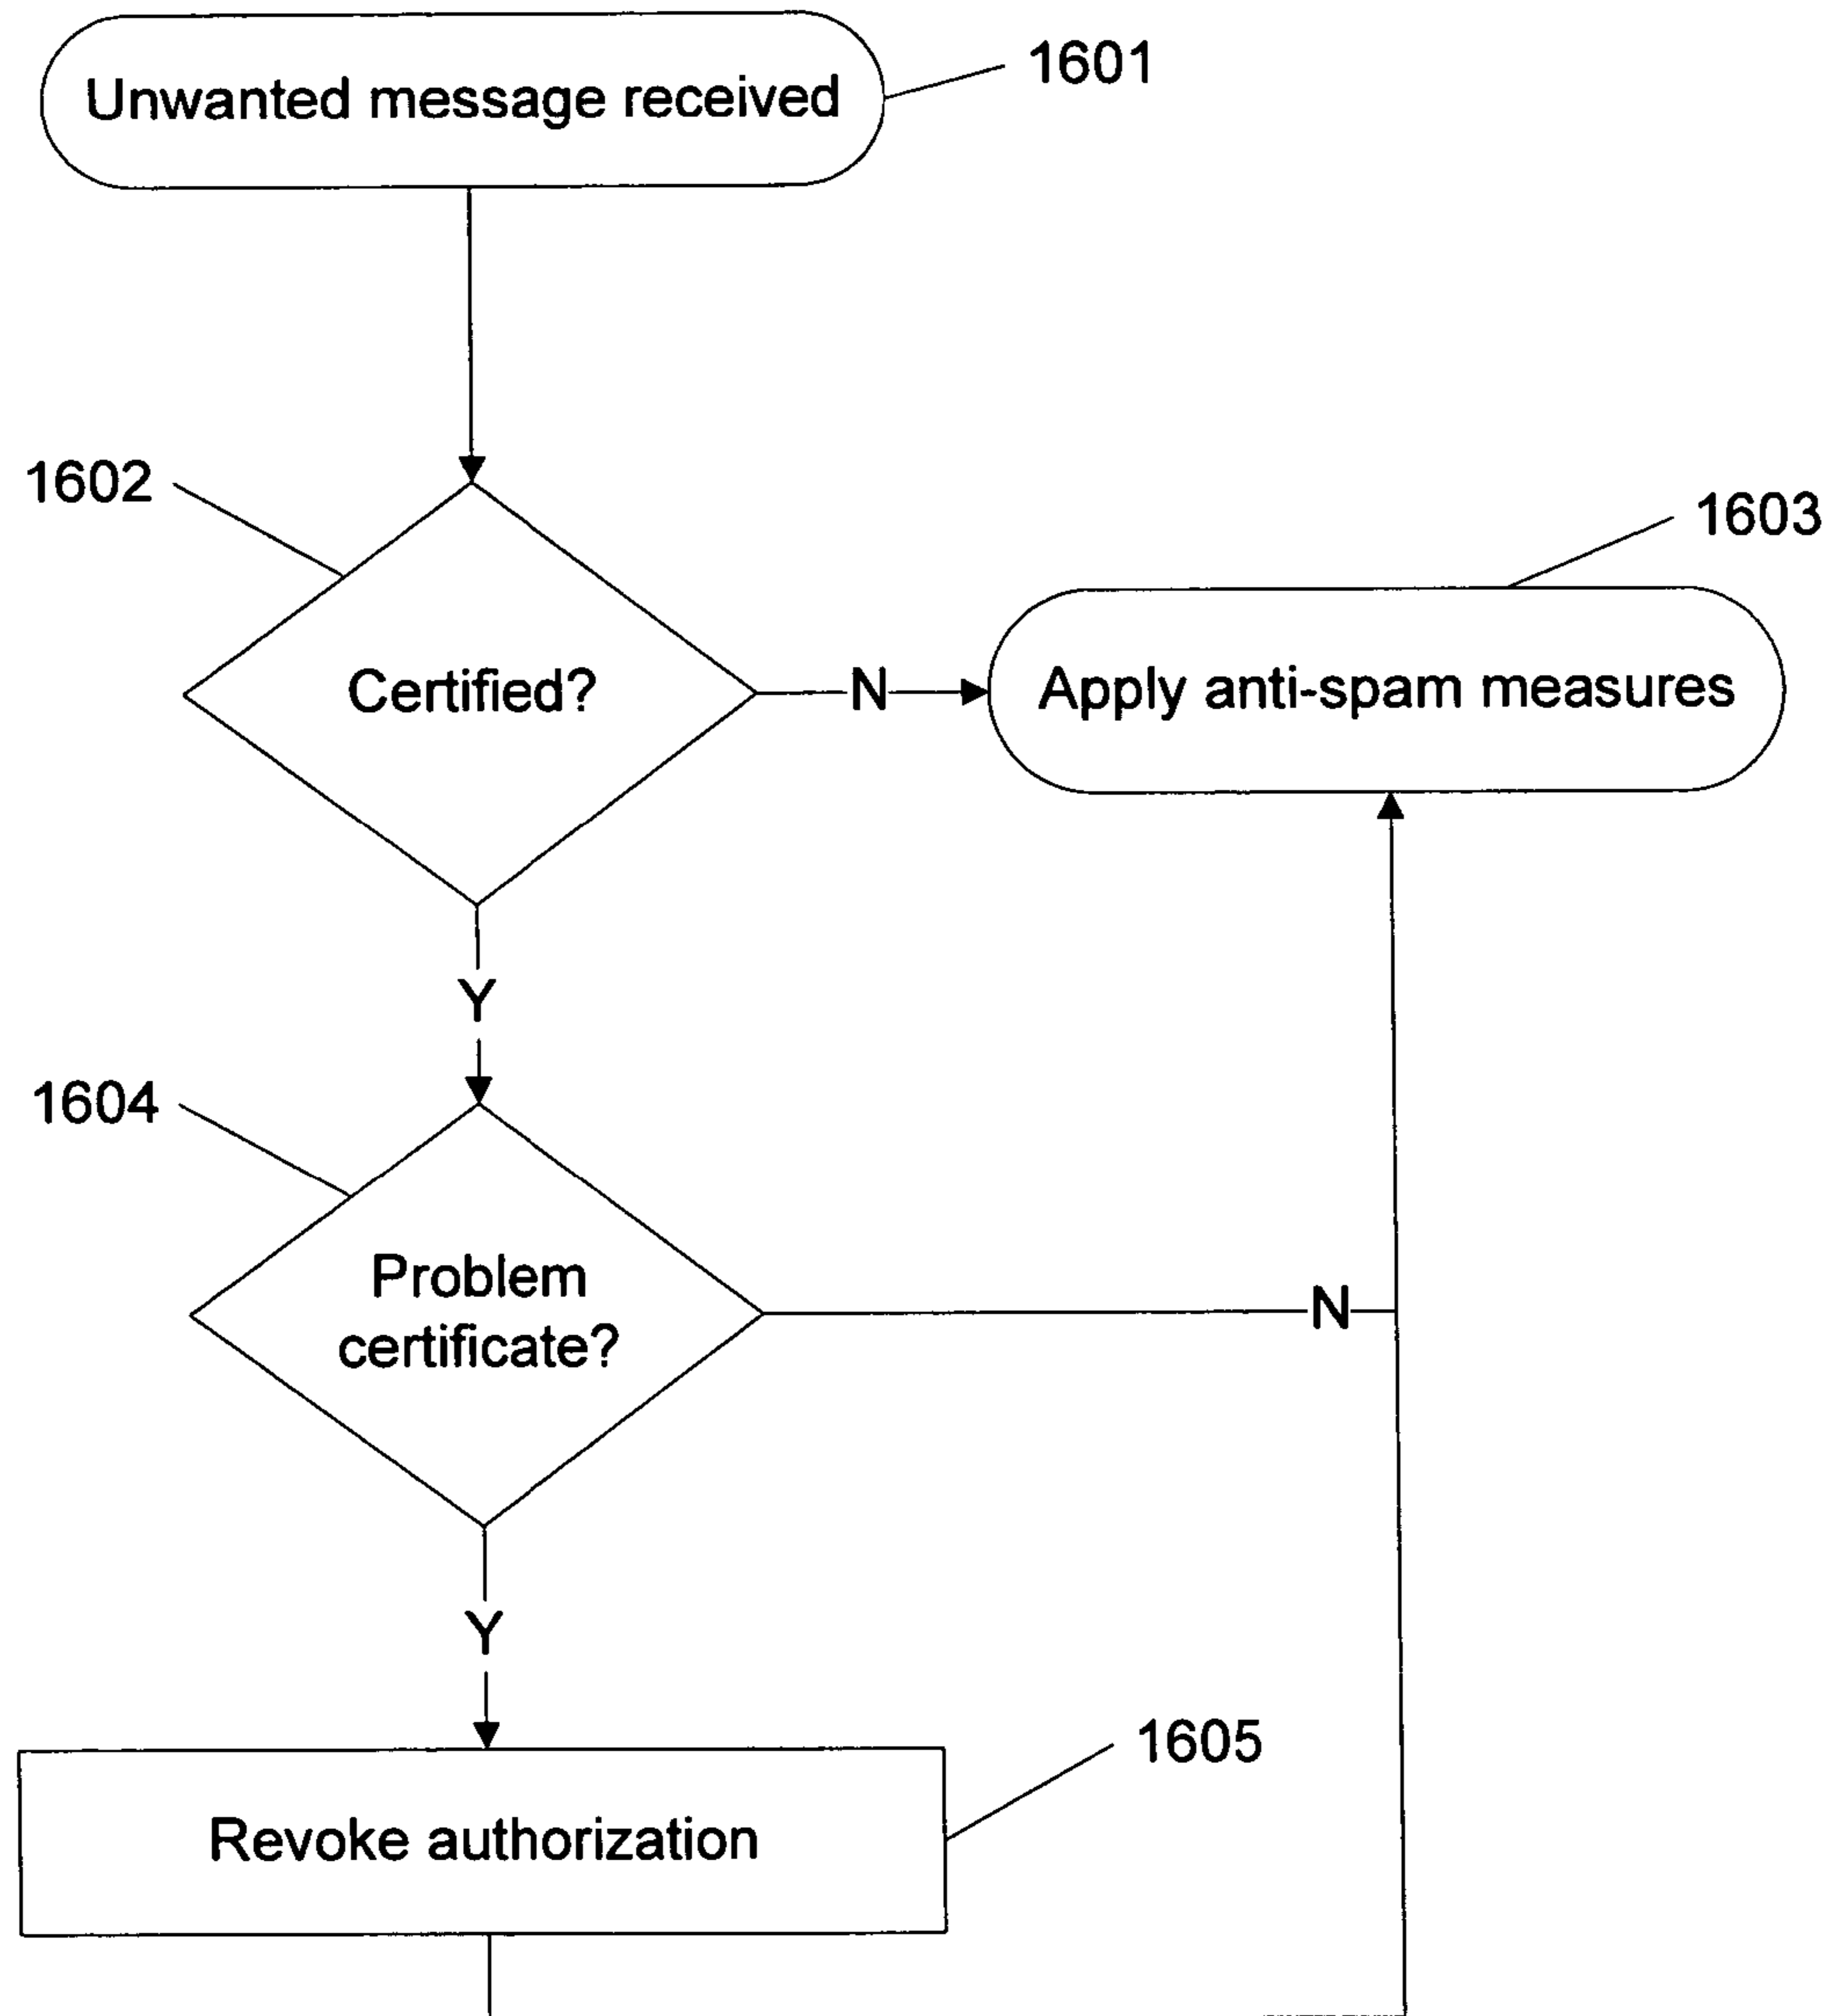 Unwanted message received
1601
1602
Certified?
N
1603
Apply anti-spam measures
Y
1604
Problem
certificate?
N
Y
1605
Revoke authorization